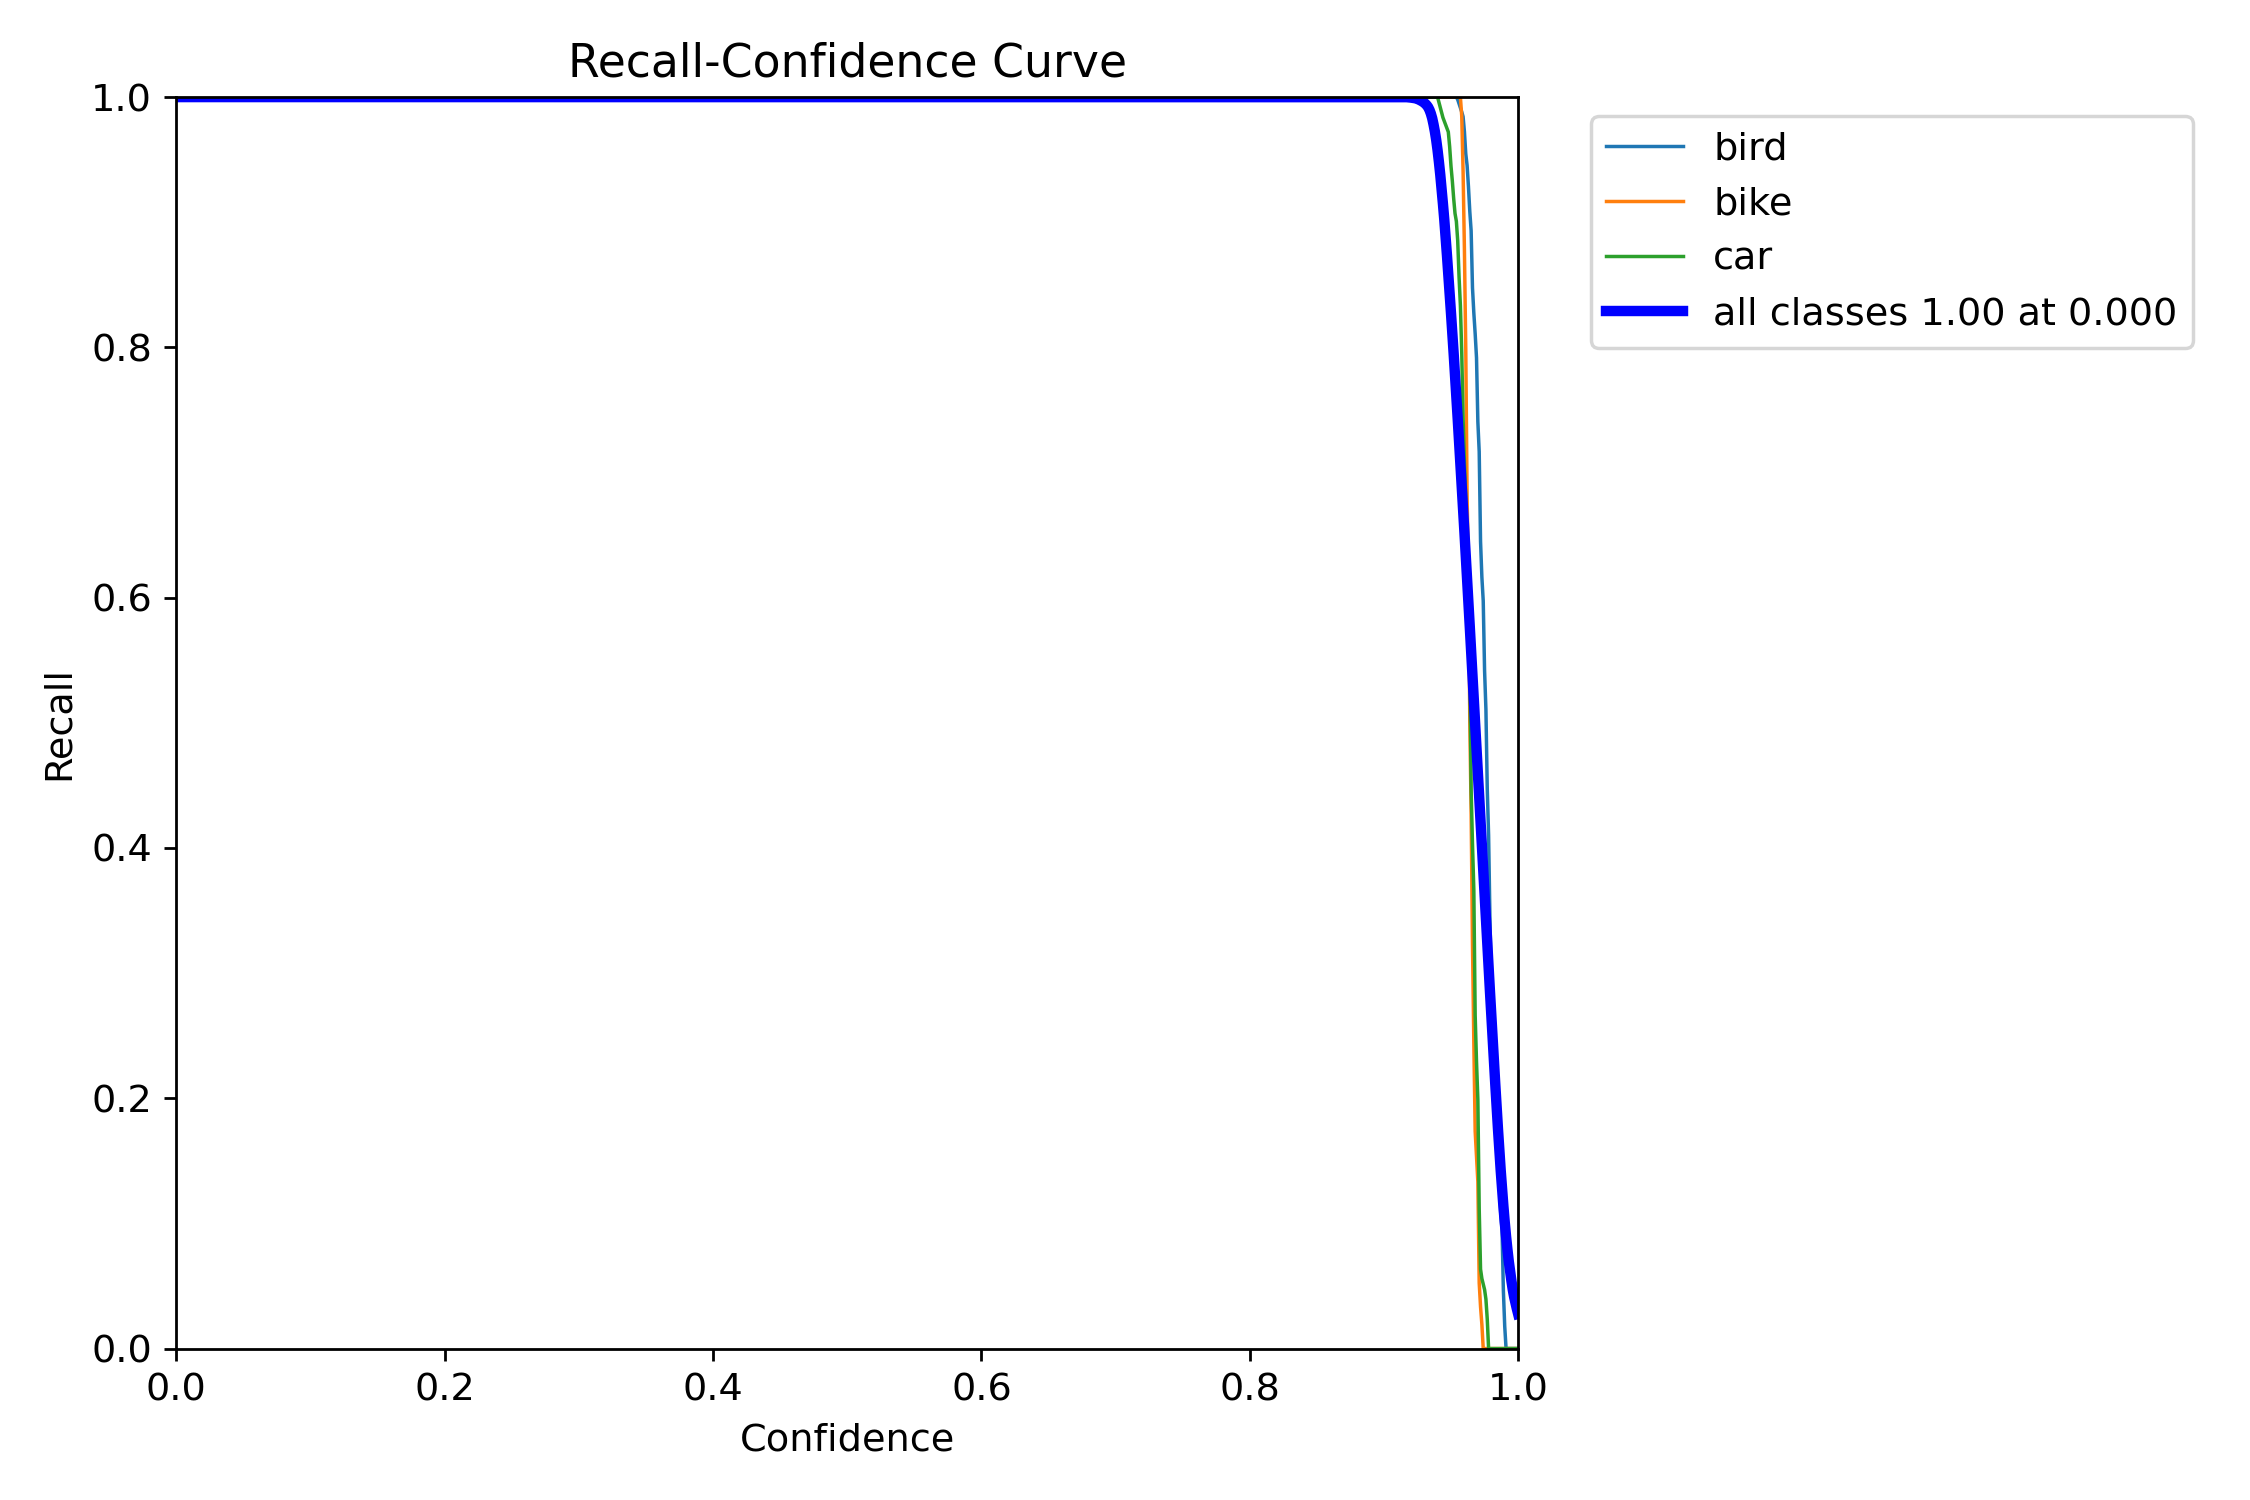 Recall-Confidence Curve
1.0
0.8
0.6
0.4
0.2
0.0
Recall
0.0 0.2 0.4 0.6 0.8 1.0
Confidence
bird
bike
car
all classes 1.00 at 0.000